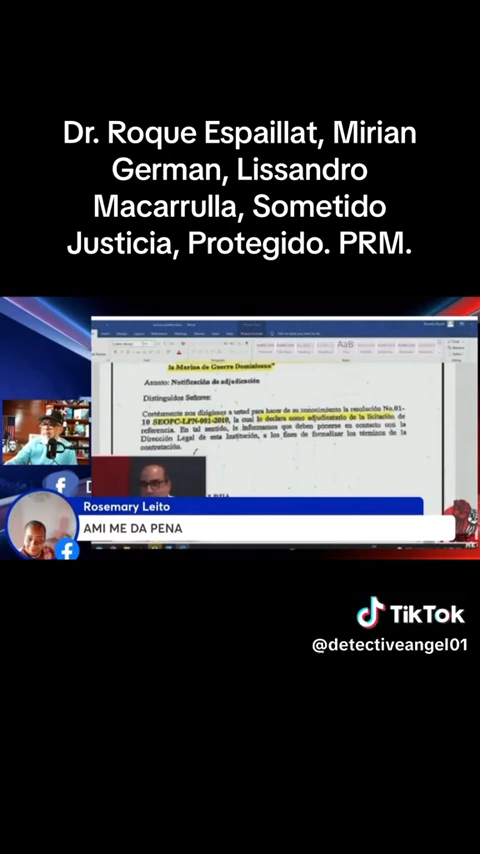 Dr. Roque Espaillat, Mirian
German, Lissandro
Macarrulla, Sometido
Justicia, Protegido. PRM.
la Marina de Guerra Dominicana"
Asunto: Notificación de adjudicación
Distinguidos Señores:
Cortésmente nos dirigimos a usted para hacer de su conocimiento la resolución No.01-
10 SEOPC-LPN-001-2010, la cual lo declara como adjudicatario de la licitación de
referencia. En tal sentido, le informamos que deben ponerse en contacto con la
Dirección Legal de esta Institución, a los fines de formalizar los términos de la
contratación.
Rosemary Leito
AMI ME DA PENA
TikTok
@detectiveangel01